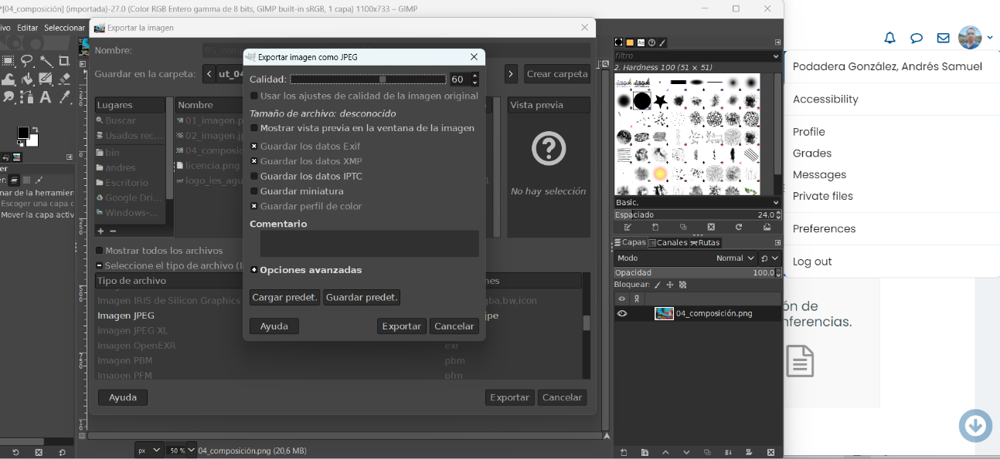 *[04_composición] (importada)-27.0 (Color RGB Entero gamma de 8 bits, GIMP built-in sRGB, 1 capa) 1100x733 – GIMP
ivo Editar Seleccionar
Exportar la imagen
Nombre:
Guardar en la carpeta: ut_04 Crear carpeta
Lugares
Buscar
Usados rec...
bin
andres
Escritorio
Google Dri...
Windows-...
Nombre
01_imagen.p
02_imagen.jp
04_composic
licencia.png
logo_ies_agu
Vista previa
No hay selección
Mostrar todos los archivos
Seleccione el tipo de archivo (
Tipo de archivo nes
Imagen IRIS de Silicon Graphics gba,bw,icon
Imagen JPEG jpe
Imagen JPEG XL
Imagen OpenEXR exr
Imagen PBM pbm
Imagen PFM pfm
Ayuda Exportar Cancelar
Exportar imagen como JPEG
Calidad: 60
Usar los ajustes de calidad de la imagen original
Tamaño de archivo: desconocido
Mostrar vista previa en la ventana de la imagen
Guardar los datos Exif
Guardar los datos XMP
Guardar los datos IPTC
Guardar miniatura
Guardar perfil de color
Comentario
Opciones avanzadas
Cargar predet. Guardar predet.
Ayuda Exportar Cancelar
er
er:
nar de la herramien
Escoger una capa o
Mover la capa activ
px 50 % 04_composición.png (20,6 MB)
filtro
2. Hardness 100 (51 × 51)
Basic,
Espaciado 24,0
Capas Canales Rutas
Modo Normal
Opacidad 100,0
Bloquear:
04_composición.png
Podadera González, Andrés Samuel
Accessibility
Profile
Grades
Messages
Private files
Preferences
Log out
ón de
nferencias.